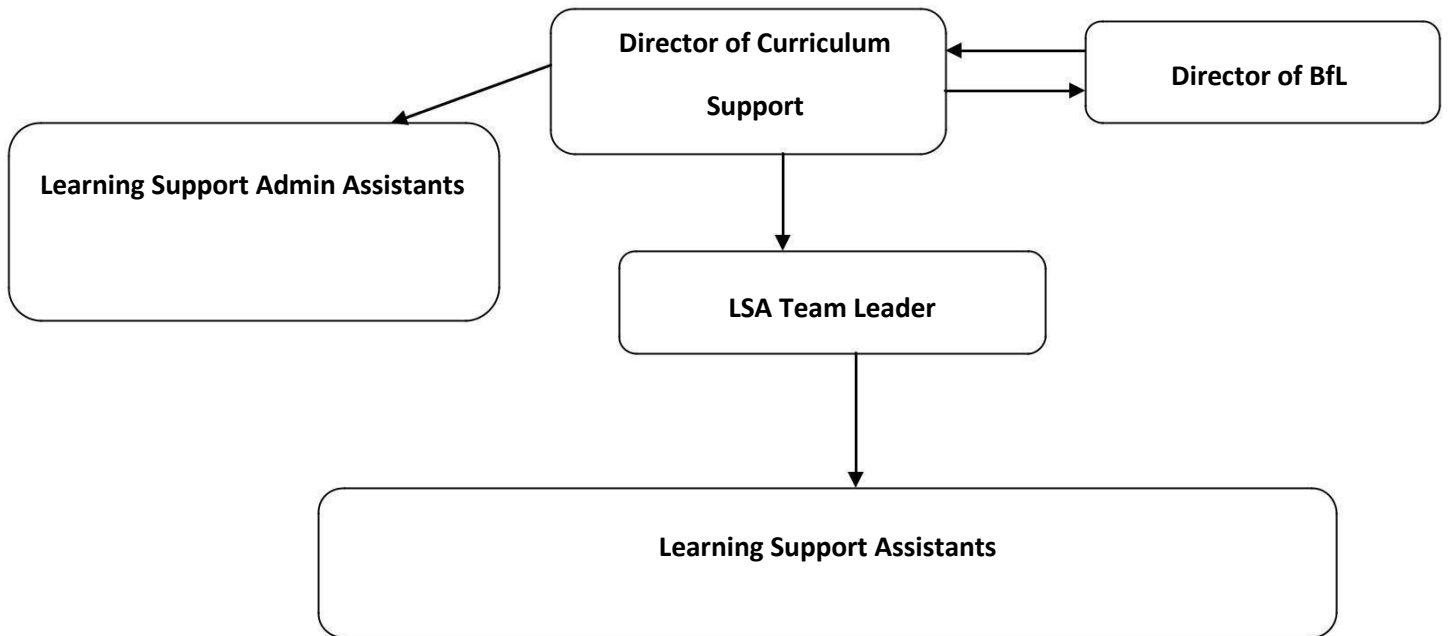 Director of Curriculum
Support
Director of BfL
Learning Support Admin Assistants
LSA Team Leader
Learning Support Assistants